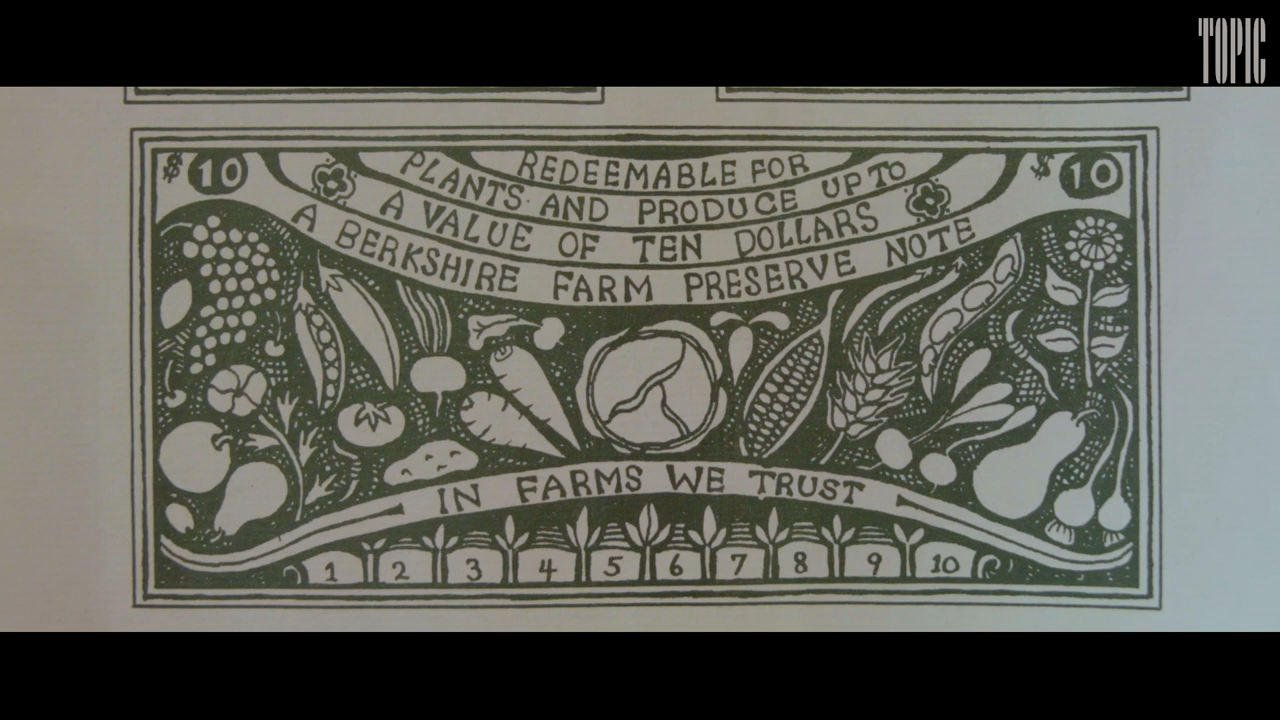 TOPIC
$10
$10
REDEEMABLE FOR
PLANTS AND PRODUCE UP TO
A VALUE OF TEN DOLLARS
A BERKSHIRE FARM PRESERVE NOTE
IN FARMS WE TRUST
1 2 3 4 5 6 7 8 9 10